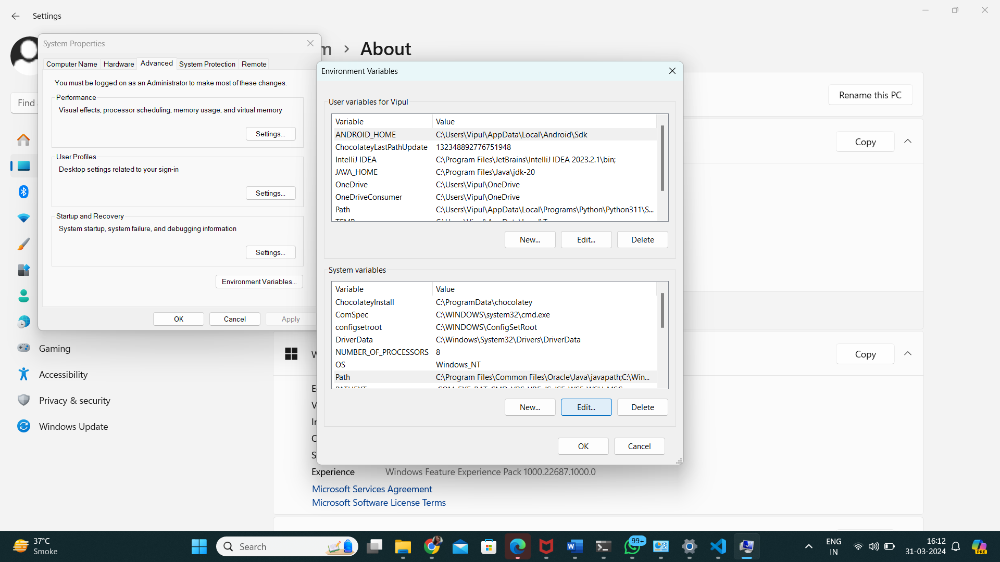 Settings
System Properties
m > About
Computer Name
Hardware
Advanced
System Protection
Remote
You must be logged on as an Administrator to make most of these changes.
Performance
Visual effects, processor scheduling, memory usage, and virtual memory
Settings...
User Profiles
Desktop settings related to your sign-in
Settings...
Startup and Recovery
System startup, system failure, and debugging information
Settings...
Environment Variables...
OK
Cancel
Apply
Find
Environment Variables
User variables for Vipul
Variable Value
ANDROID_HOME C:\Users\Vipul\AppData\Local\Android\Sdk
ChocolateyLastPathUpdate 132348892776751948
IntelliJ IDEA C:\Program Files\JetBrains\IntelliJ IDEA 2023.2.1\bin;
JAVA_HOME C:\Program Files\Java\jdk-20
OneDrive C:\Users\Vipul\OneDrive
OneDriveConsumer C:\Users\Vipul\OneDrive
Path C:\Users\Vipul\AppData\Local\Programs\Python\Python311\S...
New...
Edit...
Delete
System variables
Variable Value
ChocolateyInstall C:\ProgramData\chocolatey
ComSpec C:\WINDOWS\system32\cmd.exe
configsetroot C:\WINDOWS\ConfigSetRoot
DriverData C:\Windows\System32\Drivers\DriverData
NUMBER_OF_PROCESSORS 8
OS Windows_NT
Path C:\Program Files\Common Files\Oracle\Java\javapath;C:\Win...
New...
Edit...
Delete
OK
Cancel
Rename this PC
Copy
Copy
Gaming
Accessibility
Privacy & security
Windows Update
Experience Windows Feature Experience Pack 1000.22687.1000.0
Microsoft Services Agreement
Microsoft Software License Terms
37°C
Smoke
Search
99+
ENG
IN
16:12
31-03-2024
PRE